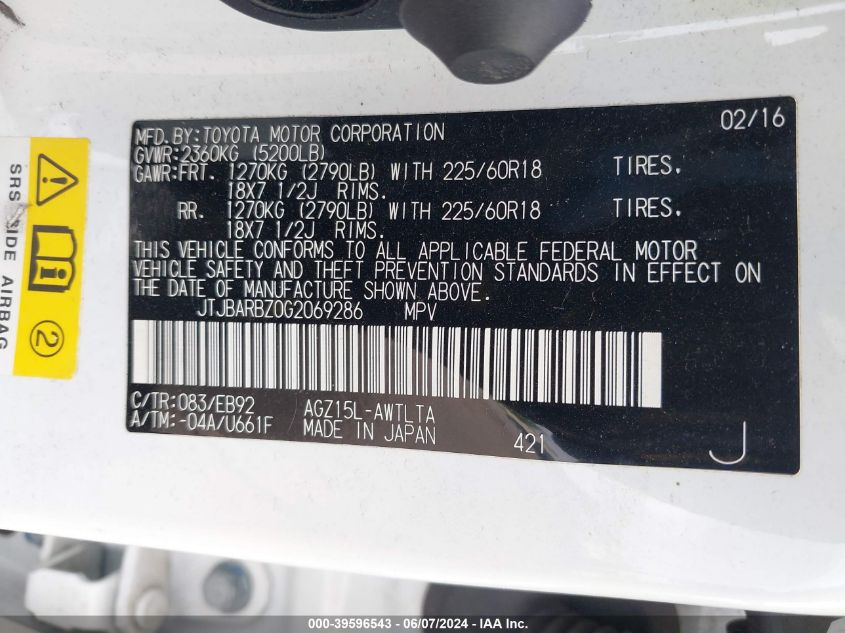 02/16
MFD.BY:TOYOTA MOTOR CORPORATION
GVWR:2360KG (5200LB)
GAWR:FRT. 1270KG (2790LB) WITH 225/60R18 TIRES.
18X7 1/2J RIMS.
RR. 1270KG (2790LB) WITH 225/60R18 TIRES.
18X7 1/2J RIMS.
THIS VEHICLE CONFORMS TO ALL APPLICABLE FEDERAL MOTOR
VEHICLE SAFETY AND THEFT PREVENTION STANDARDS IN EFFECT ON
THE DATE OF MANUFACTURE SHOWN ABOVE.
JTJBARBZ0G2069286 MPV
C/TR:083/EB92 AGZ15L-AWTLTA
A/TM:-04A/U661F MADE IN JAPAN 421 J
SRS SIDE AIRBAG
2
000-39596543 | 06/07/2024 | IAA Inc.